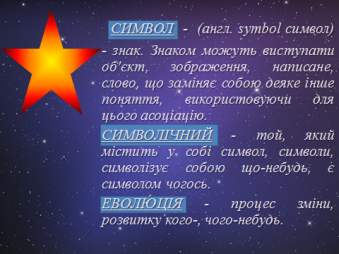 СИМВОЛ - (англ. symbol символ)
- знак. Знаком можуть виступати
об'єкт, зображення, написане,
слово, що заміняє собою деяке інше
поняття, використовуючи для
цього асоціацію.
СИМВОЛІЧНИЙ - той, який
містить у собі символ, символи,
символізує собою що-небудь, є
символом чогось.
ЕВОЛЮЦІЯ - процес зміни,
розвитку кого-, чого-небудь.